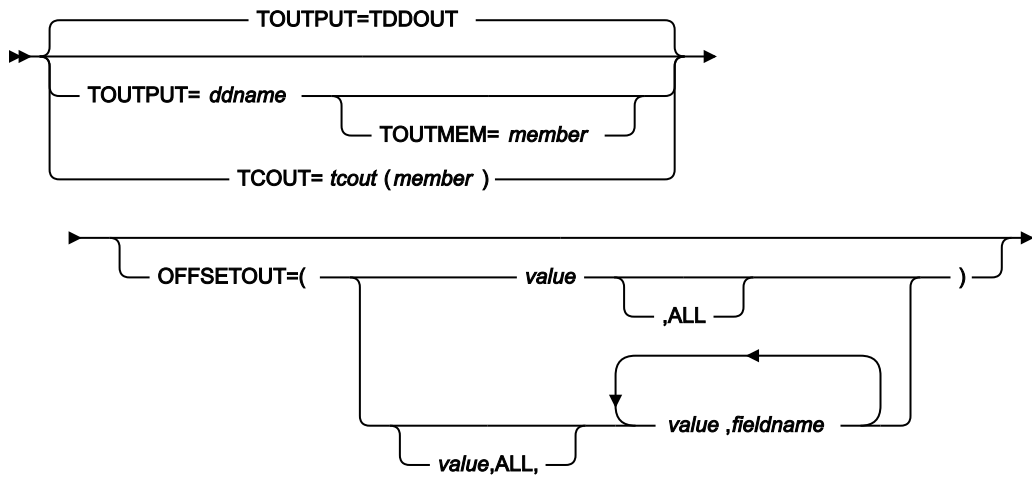 TOUTPUT=TDDOUT
TOUTPUT= ddname
TOUTMEM= member
TCOUT= tcout (member )
OFFSETOUT=( value )
,ALL
value ,fieldname
value,ALL,